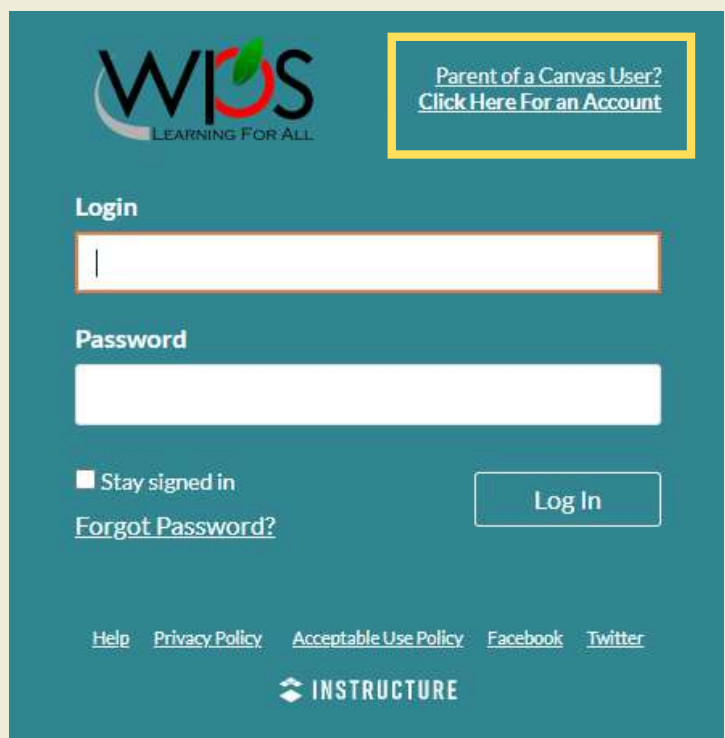 WPS
LEARNING FOR ALL
Parent of a Canvas User?
Click Here For an Account
Login
Password
Stay signed in
Log In
Forgot Password?
Help Privacy Policy Acceptable Use Policy Facebook Twitter
INSTRUCTURE